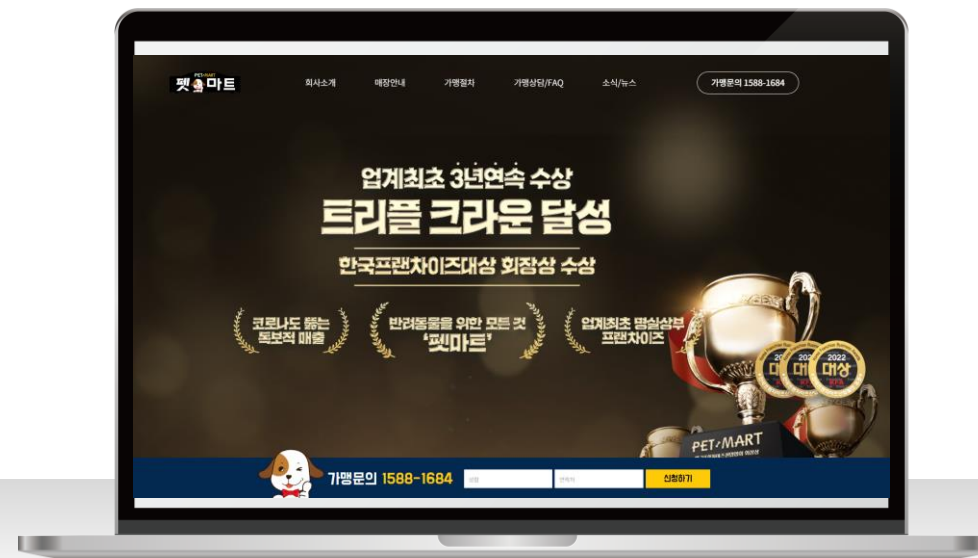 PET·MART
펫마트
회사소개 매장안내 가맹절차 가맹상담/FAQ 소식/뉴스 가맹문의 1588-1684
업계최초 3년연속 수상
트리플 크라운 달성
한국프랜차이즈대상 회장상 수상
코로나도 뚫는
독보적 매출
반려동물을 위한 모든 것
‘펫마트’
업계최초 명실상부
프랜차이즈
2022
대상
PET·MART
가맹문의 1588-1684
신청하기